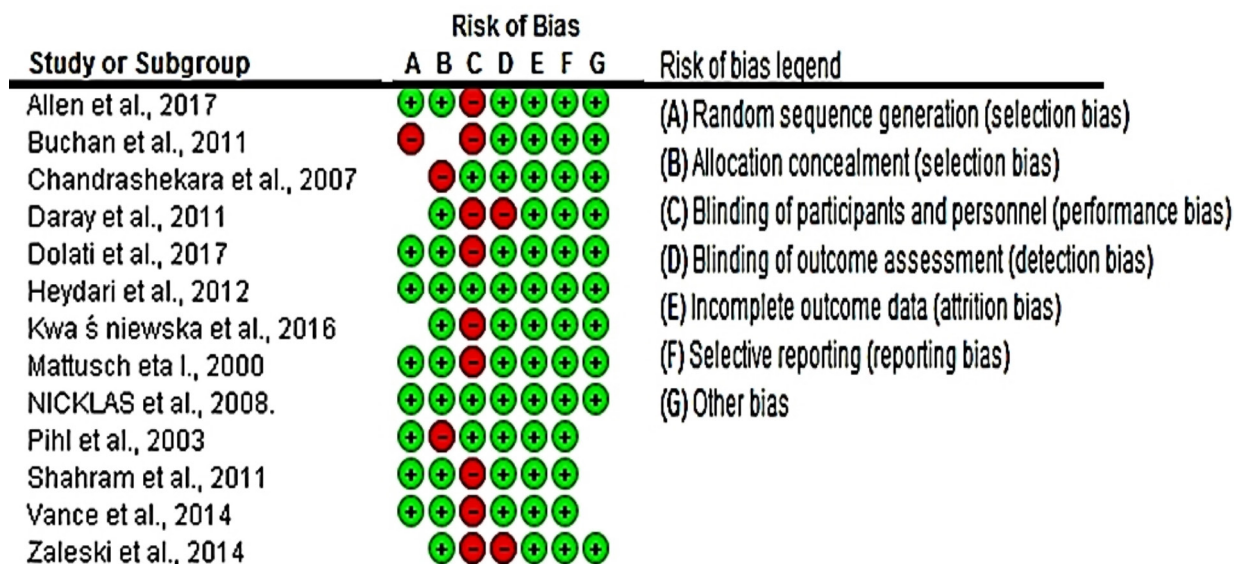 Risk of Bias
Study or Subgroup A B C D E F G Risk of bias legend
Allen et al., 2017 + + - + + + +
Buchan et al., 2011 - - + + + +
Chandrashekara et al., 2007 - + + + + +
Daray et al., 2011 + - - + + +
Dolati et al., 2017 + + - + + + +
Heydari et al., 2012 + + + + + + +
Kwa ś niewska et al., 2016 + - + + + +
Mattusch eta l., 2000 + + - + + + +
NICKLAS et al., 2008. + + + + + + +
Pihl et al., 2003 + - + + + +
Shahram et al., 2011 + + - + + +
Vance et al., 2014 + + - + + +
Zaleski et al., 2014 + - - + + +
(A) Random sequence generation (selection bias)
(B) Allocation concealment (selection bias)
(C) Blinding of participants and personnel (performance bias)
(D) Blinding of outcome assessment (detection bias)
(E) Incomplete outcome data (attrition bias)
(F) Selective reporting (reporting bias)
(G) Other bias